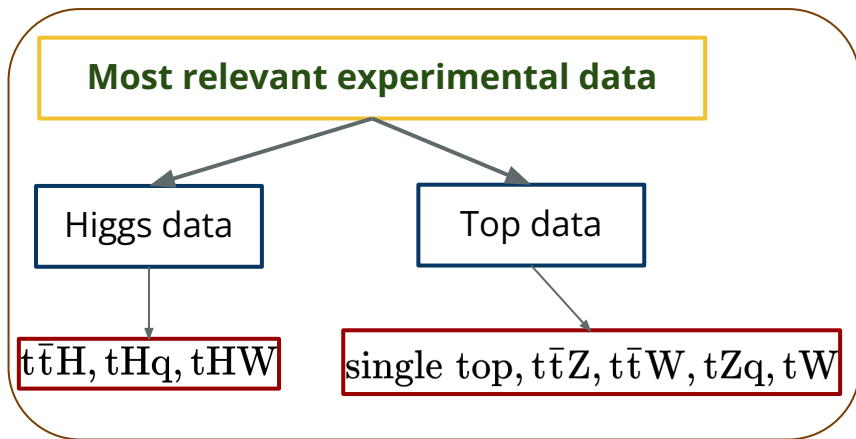 Most relevant experimental data
Higgs data
Top data
tt̄H, tHq, tHW
single top, tt̄Z, tt̄W, tZq, tW